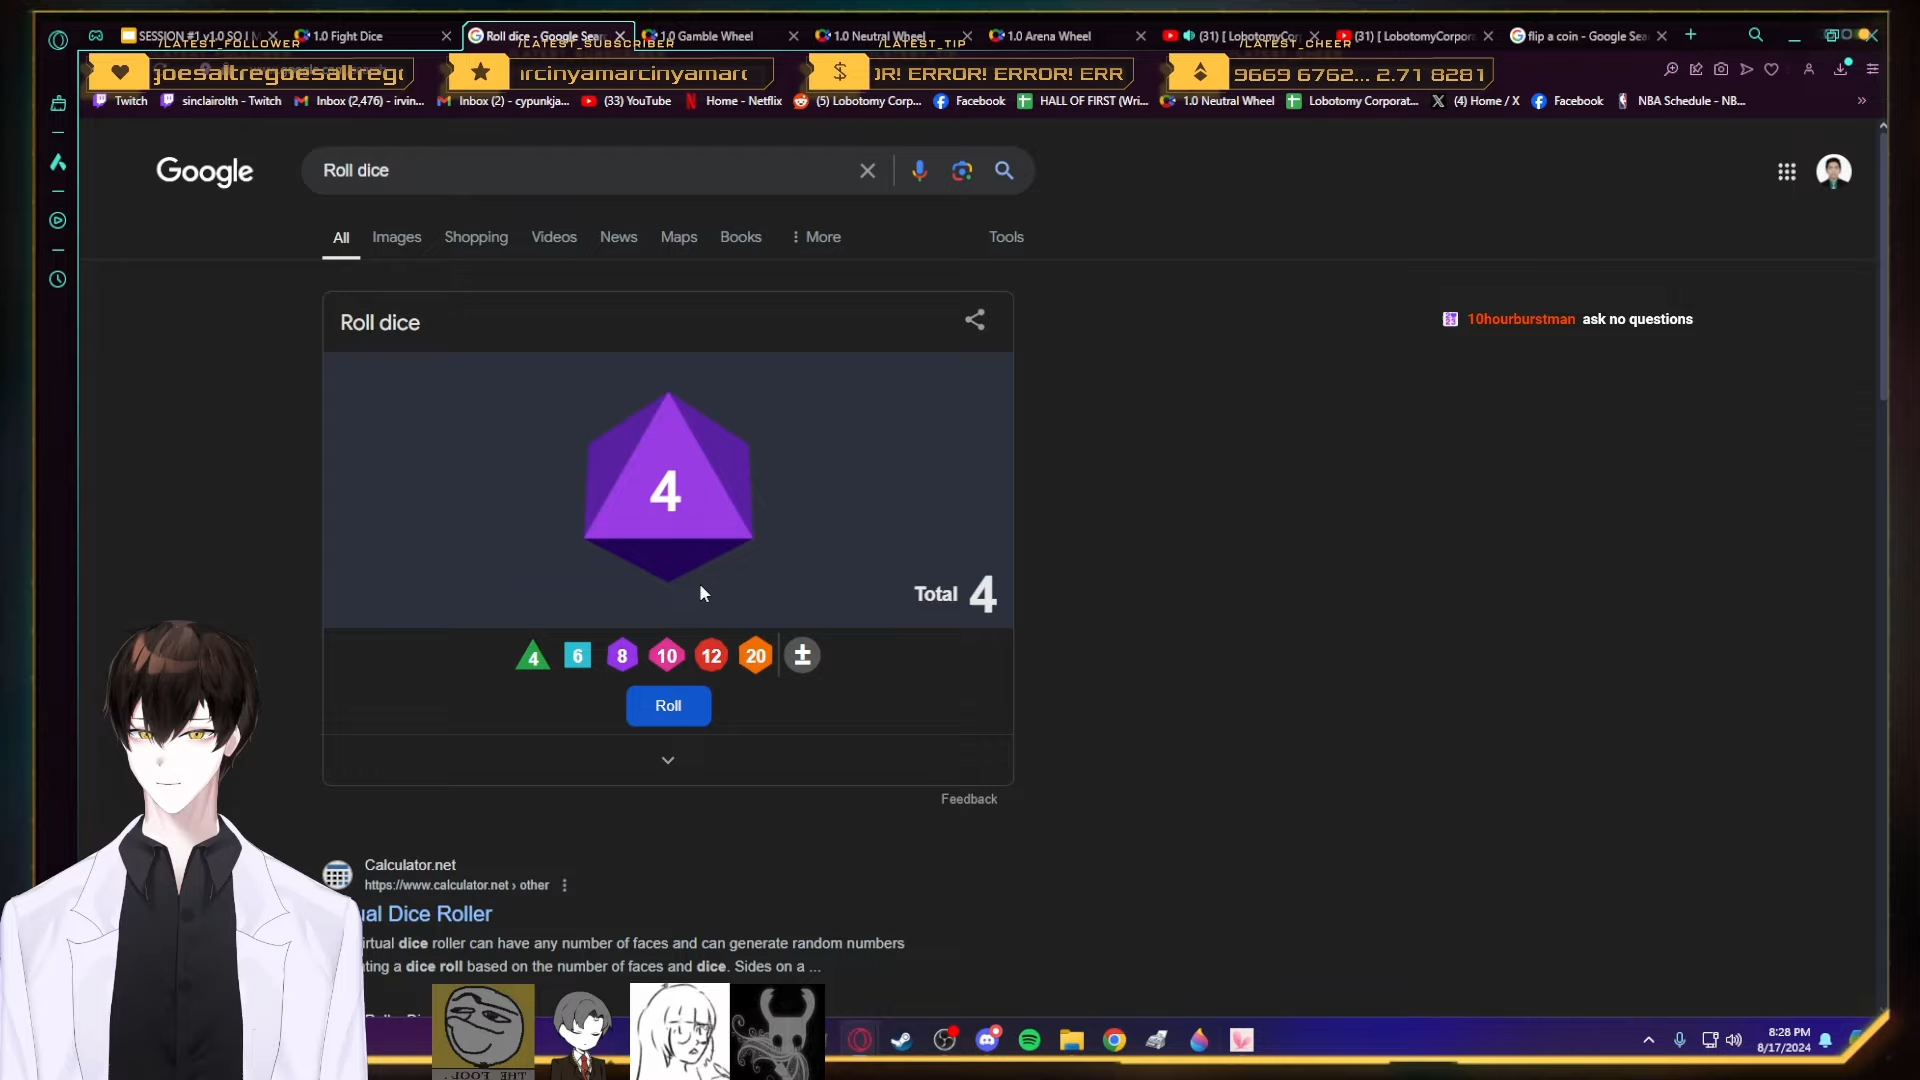 SESSION #1 v1.0 SO I M
1.0 Fight Dice
Roll dice - Google Sear
1.0 Gamble Wheel
1.0 Neutral Wheel
1.0 Arena Wheel
(31) [ LobotomyCor
(31) [ LobotomyCorpor
flip a coin - Google Sea
/LATEST_FOLLOWER
/LATEST_SUBSCRIBER
/LATEST_TIP
/LATEST_CHEER
goesaltregoesaltreg
rcinyamarcinyamarc
OR! ERROR! ERROR! ERR
9669 6762... 2.71 8281
Twitch
sinclairolth - Twitch
Inbox (2,476) - irvin...
Inbox (2) - cypunkja...
(33) YouTube
Home - Netflix
(5) Lobotomy Corp...
Facebook
HALL OF FIRST (Wri...
1.0 Neutral Wheel
Lobotomy Corporat...
(4) Home / X
Facebook
NBA Schedule - NB...
Google
Roll dice
All
Images
Shopping
Videos
News
Maps
Books
More
Tools
Roll dice
10hourburstman ask no questions
4
Total 4
4
6
8
10
12
20
±
Roll
Feedback
Calculator.net
https://www.calculator.net › other
ual Dice Roller
irtual dice roller can have any number of faces and can generate random numbers
ting a dice roll based on the number of faces and dice. Sides on a ...
THE FOOL.
8:28 PM
8/17/2024